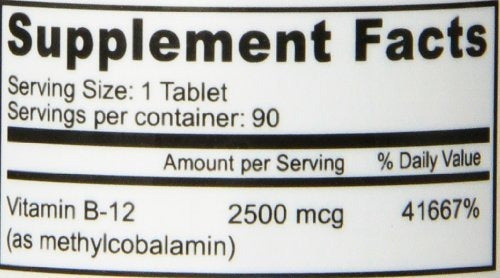 Supplement Facts
Serving Size: 1 Tablet
Servings per container: 90
Amount per Serving % Daily Value
Vitamin B-12 2500 mcg 41667%
(as methylcobalamin)